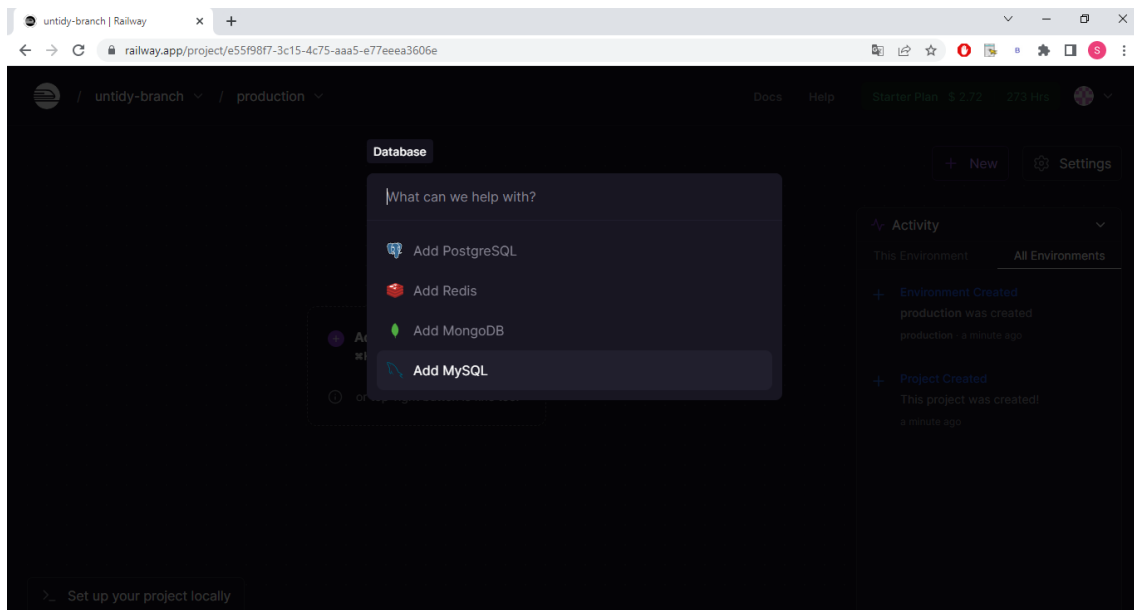 untidy-branch | Railway
railway.app/project/e55f98f7-3c15-4c75-aaa5-e77eeea3606e
S
/ untidy-branch / production
Docs Help Starter Plan $ 2.72 273 Hrs
+ New Settings
Database
What can we help with?
Add PostgreSQL
Add Redis
Add MongoDB
Add MySQL
Activity
This Environment All Environments
Environment Created
production was created
production · a minute ago
Project Created
This project was created!
a minute ago
>_ Set up your project locally